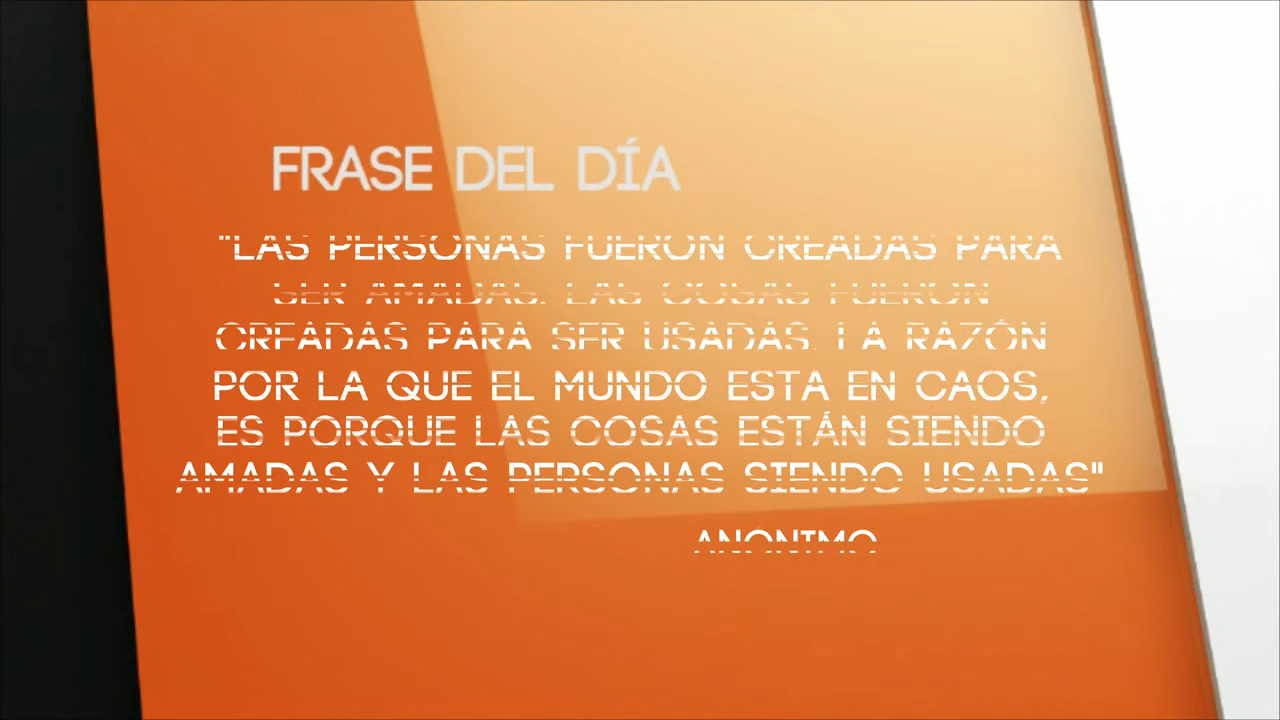 FRASE DEL DÍA
"LAS PERSONAS FUERON CREADAS PARA
SER AMADAS. LAS COSAS FUERON
CREADAS PARA SER USADAS. LA RAZÓN
POR LA QUE EL MUNDO ESTA EN CAOS,
ES PORQUE LAS COSAS ESTÁN SIENDO
AMADAS Y LAS PERSONAS SIENDO USADAS"
ANONIMO